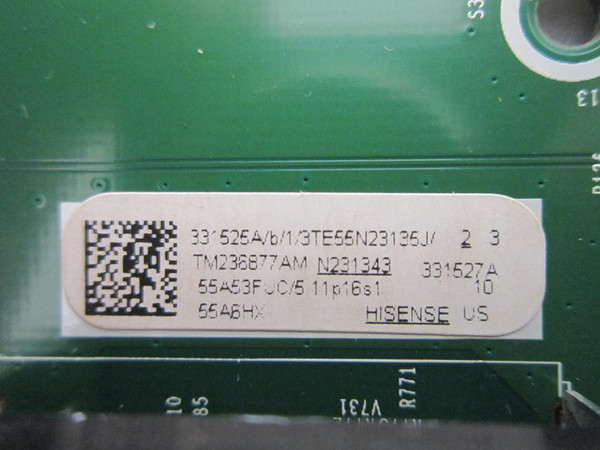 331525A/b/1/3TE55N23135J/ 2 3
TM236877AM N231343 331527A
55A53FUC/5 11p16s1 10
55A6HX HISENSE US
R771
V731
10
85
13